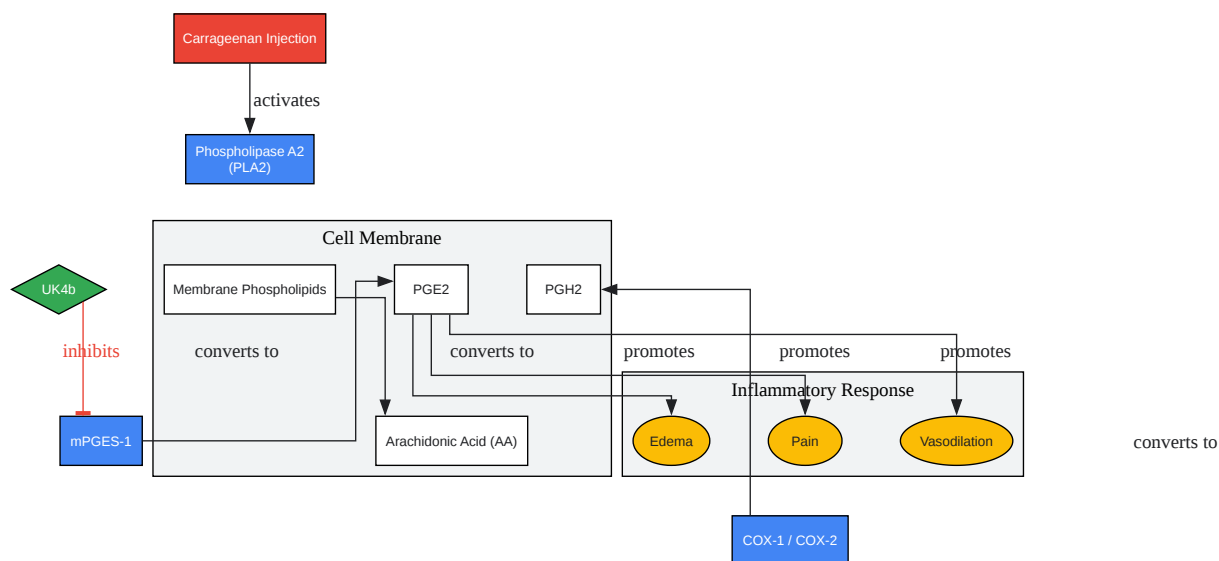 Carrageenan Injection
activates
Phospholipase A2
(PLA2)
Cell Membrane
Membrane Phospholipids
PGE2
PGH2
UK4b
inhibits
converts to
converts to
promotes
promotes
promotes
Inflammatory Response
mPGES-1
Arachidonic Acid (AA)
Edema
Pain
Vasodilation
converts to
COX-1 / COX-2